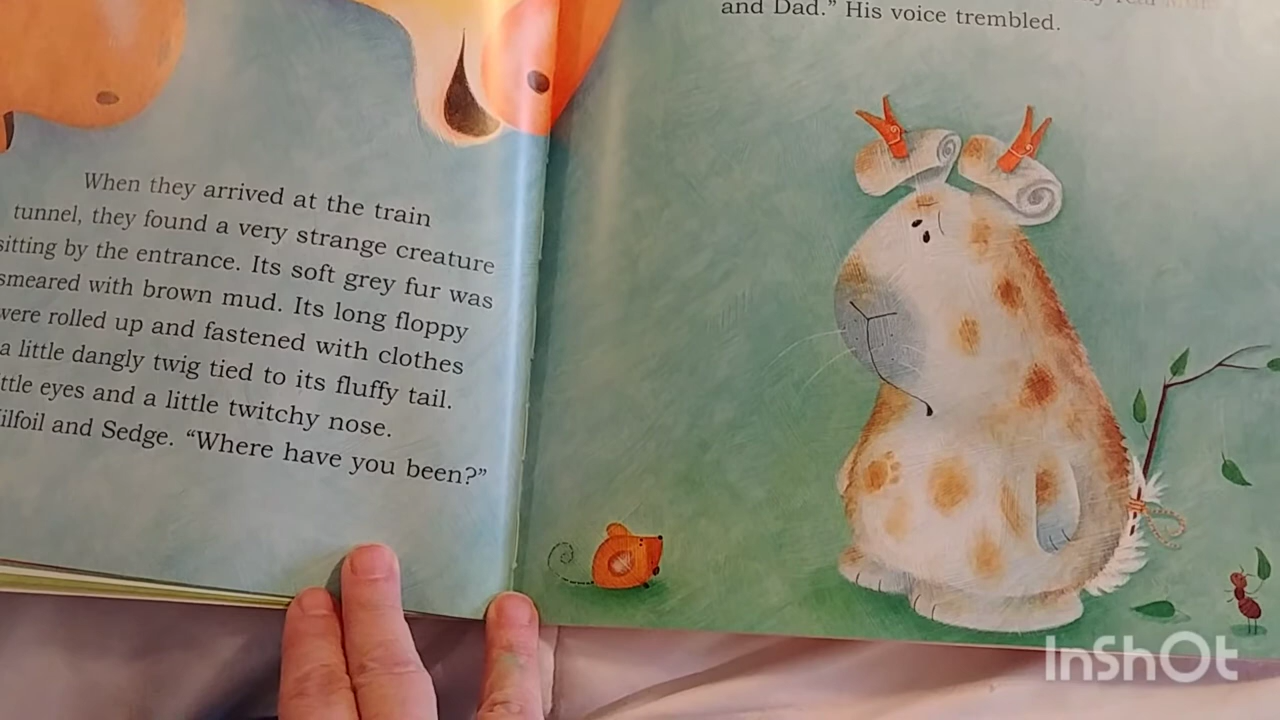 When they arrived at the train
tunnel, they found a very strange creature
sitting by the entrance. Its soft grey fur was
smeared with brown mud. Its long floppy
were rolled up and fastened with clothes
a little dangly twig tied to its fluffy tail.
ttle eyes and a little twitchy nose.
ilfoil and Sedge. “Where have you been?”
and Dad.” His voice trembled.
InShOt